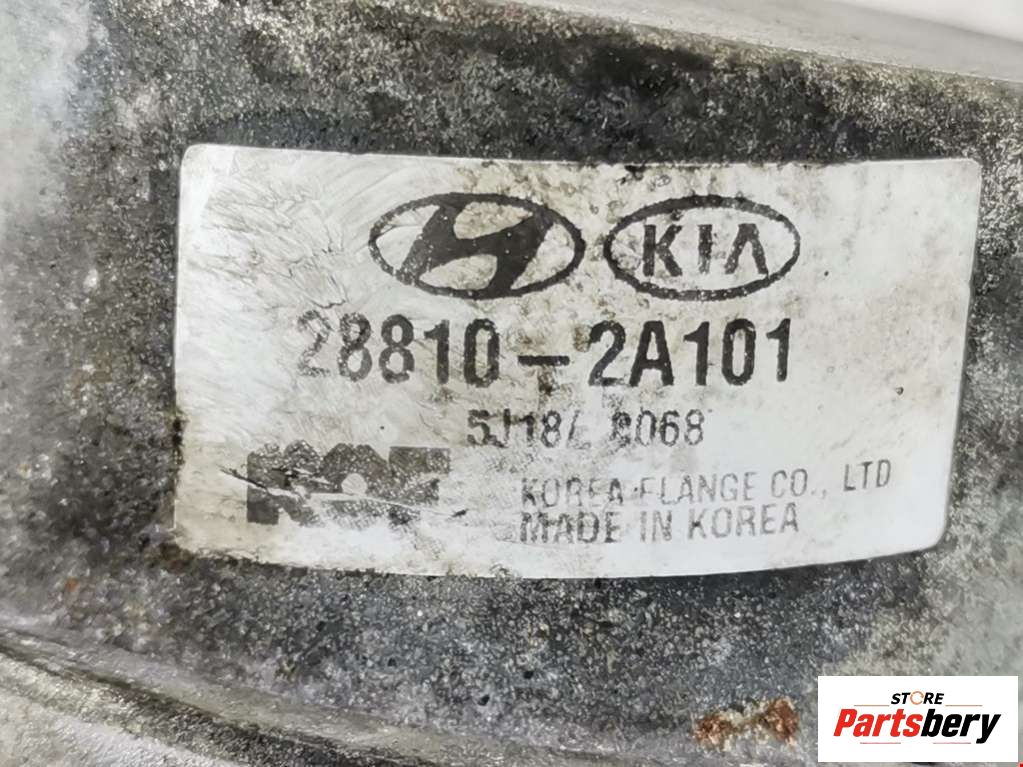 KIA
28810-2A101
KOREA FLANGE CO., LTD
MADE IN KOREA
STORE
Partsbery